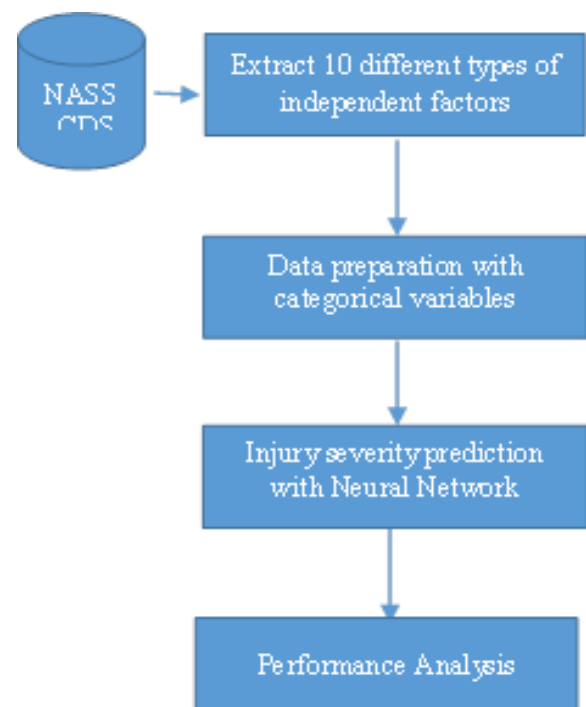 NASS
CDS
Extract 10 different types of
independent factors
Data preparation with
categorical variables
Injury severity prediction
with Neural Network
Performance Analysis